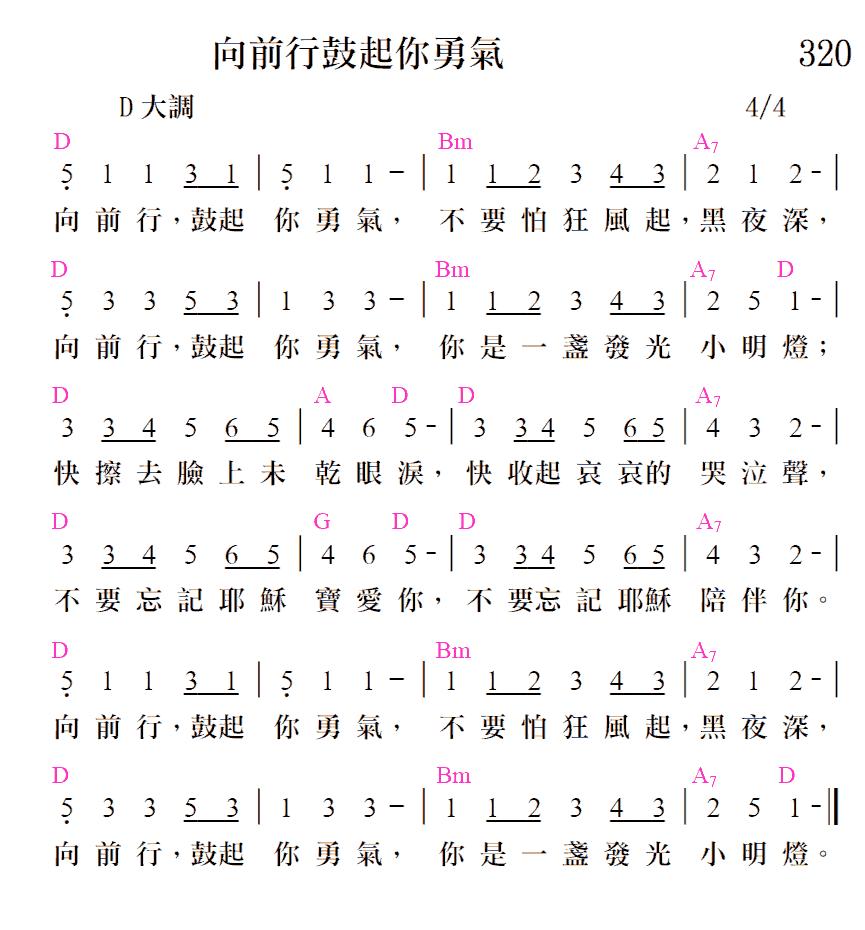 向前行鼓起你勇氣 320
D 大調 4/4
D Bm A7
5̣ 1 1 3 1 | 5̣ 1 1 – | 1 1 2 3 4 3 | 2 1 2 - |
向前行，鼓起 你勇氣， 不要怕狂風起，黑夜深，
D Bm A7 D
5̣ 3 3 5 3 | 1 3 3 – | 1 1 2 3 4 3 | 2 5 1 - |
向前行，鼓起 你勇氣， 你是一盞發光 小明燈；
D A D D A7
3 3 4 5 6 5 | 4 6 5 - | 3 3 4 5 6 5 | 4 3 2 - |
快擦去臉上未 乾眼淚，快收起哀哀的 哭泣聲，
D G D D A7
3 3 4 5 6 5 | 4 6 5 - | 3 3 4 5 6 5 | 4 3 2 - |
不要忘記耶穌 寶愛你，不要忘記耶穌 陪伴你。
D Bm A7
5̣ 1 1 3 1 | 5̣ 1 1 – | 1 1 2 3 4 3 | 2 1 2 - |
向前行，鼓起 你勇氣， 不要怕狂風起，黑夜深，
D Bm A7 D
5̣ 3 3 5 3 | 1 3 3 – | 1 1 2 3 4 3 | 2 5 1 - ‖
向前行，鼓起 你勇氣， 你是一盞發光 小明燈。